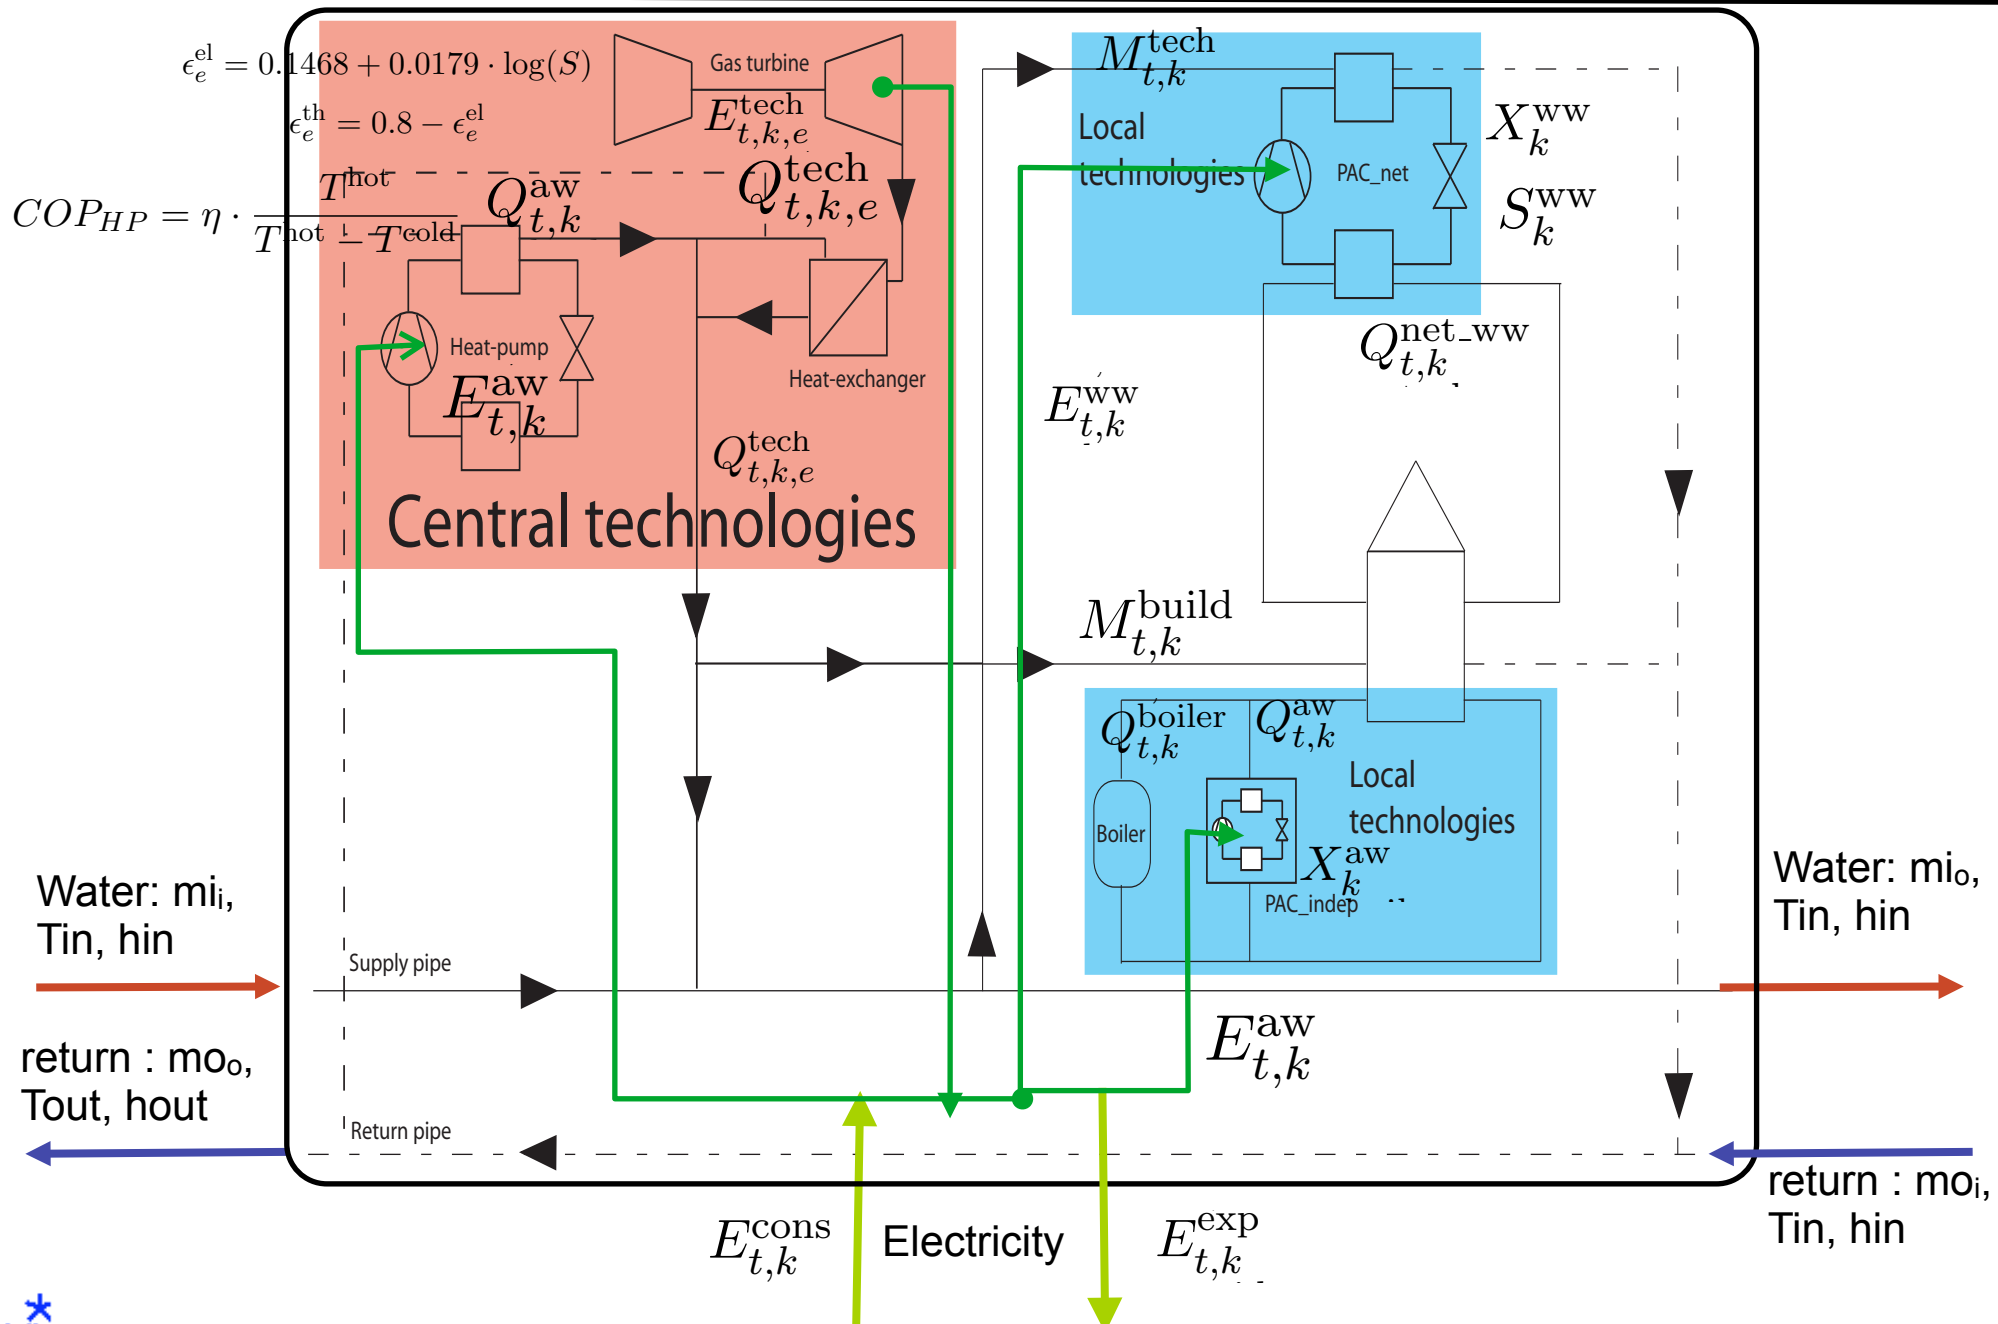 ϵ_e^el = 0.1468 + 0.0179 · log(S)
ϵ_e^th = 0.8 − ϵ_e^el
COP_HP = η · T^hot / (T^hot − T^cold)
Gas turbine
E_{t,k,e}^tech
Q_{t,k}^aw
Q_{t,k,e}^tech
Heat-pump
E_{t,k}^aw
Heat-exchanger
Q_{t,k,e}^tech
Central technologies
M_{t,k}^tech
Local
technologies
PAC_net
X_k^ww
S_k^ww
Q_{t,k}^net_ww
E_{t,k}^ww
M_{t,k}^build
Q_{t,k}^boiler
Q_{t,k}^aw
Local
technologies
Boiler
X_k^aw
PAC_indep
Water: mi_i,
Tin, hin
Water: mi_o,
Tin, hin
Supply pipe
E_{t,k}^aw
return : mo_o,
Tout, hout
Return pipe
return : mo_i,
Tin, hin
E_{t,k}^cons
Electricity
E_{t,k}^exp